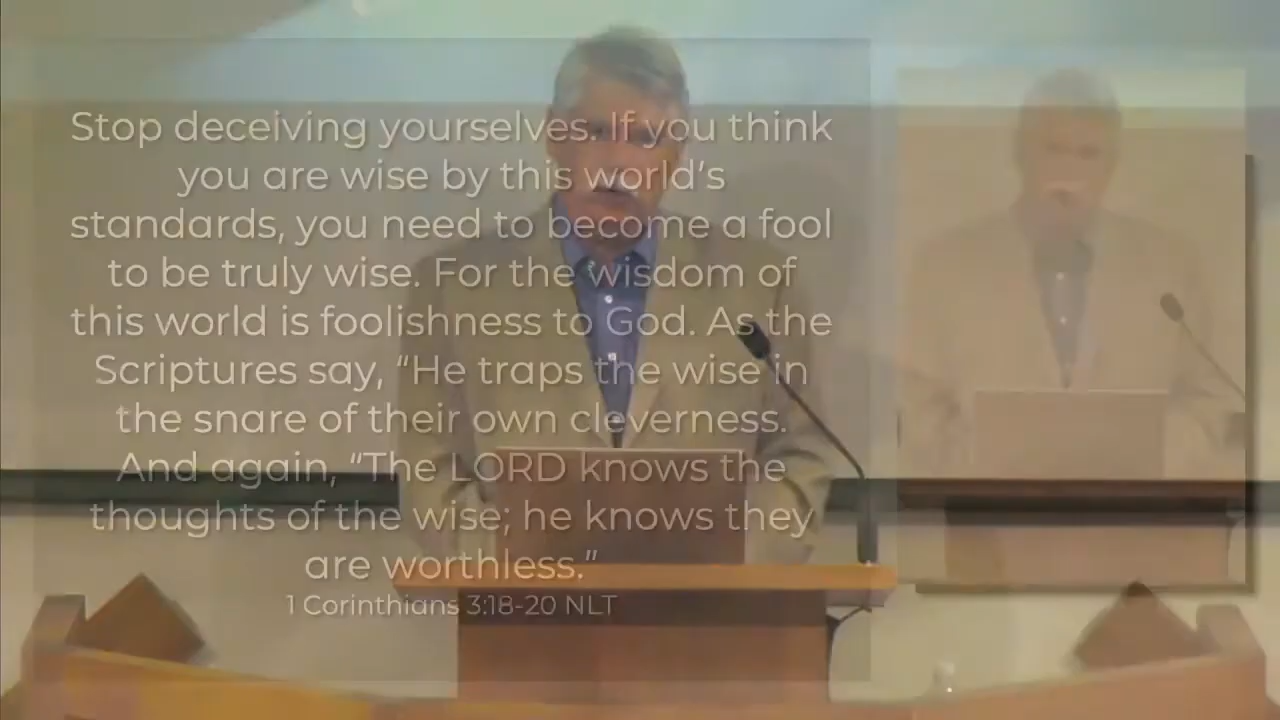 Stop deceiving yourselves. If you think
you are wise by this world's
standards, you need to become a fool
to be truly wise. For the wisdom of
this world is foolishness to God. As the
Scriptures say, “He traps the wise in
the snare of their own cleverness.
And again, “The LORD knows the
thoughts of the wise; he knows they
are worthless.”
1 Corinthians 3:18-20 NLT